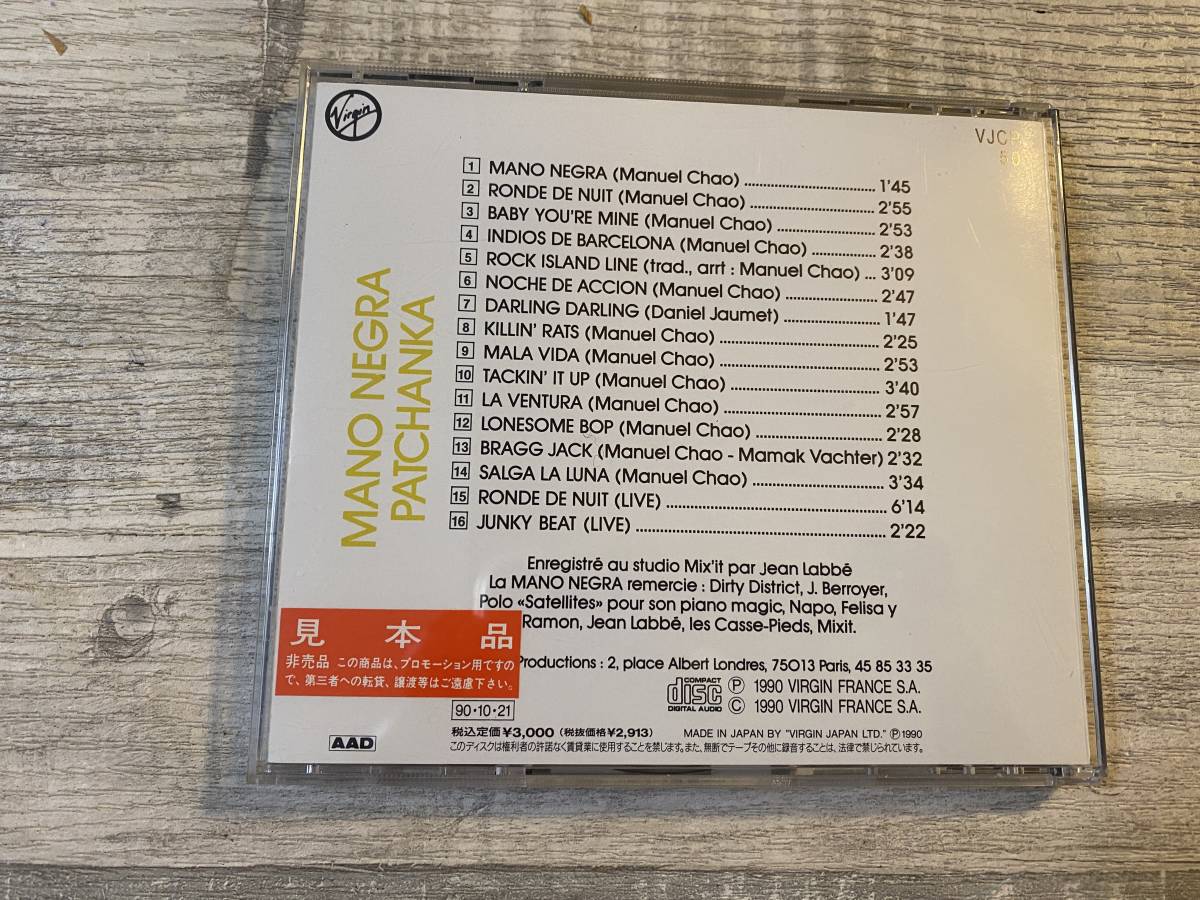 Virgin
MANO NEGRA
PATCHANKA
1 MANO NEGRA (Manuel Chao) 1'45
2 RONDE DE NUIT (Manuel Chao) 2'55
3 BABY YOU'RE MINE (Manuel Chao) 2'53
4 INDIOS DE BARCELONA (Manuel Chao) 2'38
5 ROCK ISLAND LINE (trad., arrt : Manuel Chao) ... 3'09
6 NOCHE DE ACCION (Manuel Chao) 2'47
7 DARLING DARLING (Daniel Jaumet) 1'47
8 KILLIN' RATS (Manuel Chao) 2'25
9 MALA VIDA (Manuel Chao) 2'53
10 TACKIN' IT UP (Manuel Chao) 3'40
11 LA VENTURA (Manuel Chao) 2'57
12 LONESOME BOP (Manuel Chao) 2'28
13 BRAGG JACK (Manuel Chao - Mamak Vachter) 2'32
14 SALGA LA LUNA (Manuel Chao) 3'34
15 RONDE DE NUIT (LIVE) 6'14
16 JUNKY BEAT (LIVE) 2'22
Enregistré au studio Mix'it par Jean Labbé
La MANO NEGRA remercie : Dirty District, J. Berroyer,
Polo «Satellites» pour son piano magic, Napo, Felisa y
Ramon, Jean Labbé, les Casse-Pieds, Mixit.
Productions : 2, place Albert Londres, 75013 Paris, 45 85 33 35
見本品
非売品 この商品は、プロモーション用ですの
で、第三者への転貸、譲渡等はご遠慮下さい。
COMPACT disc DIGITAL AUDIO
Ⓟ 1990 VIRGIN FRANCE S.A.
© 1990 VIRGIN FRANCE S.A.
90・10・21
AAD
税込定価¥3,000(税抜価格¥2,913) MADE IN JAPAN BY "VIRGIN JAPAN LTD." Ⓟ1990
このディスクは権利者の許諾なく賃貸業に使用することを禁じます。また、無断でテープその他に録音することは、法律で禁じられています。